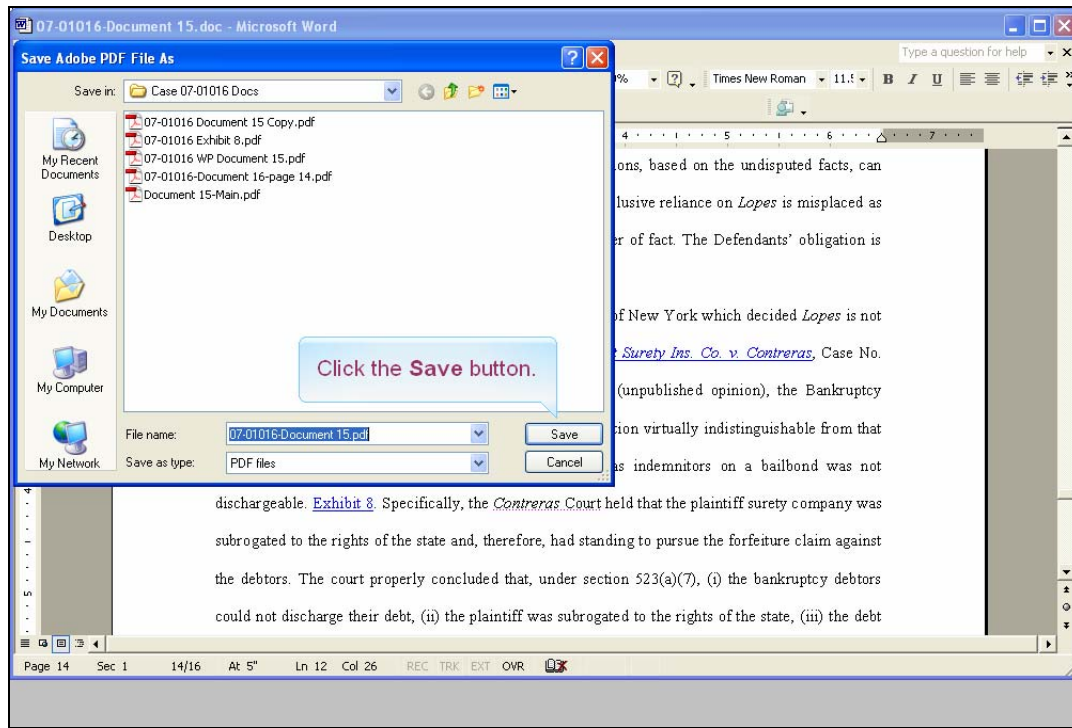 07-01016-Document 15.doc - Microsoft Word
Type a question for help
Save Adobe PDF File As
Save in:
Case 07-01016 Docs
Times New Roman
11.5
B I U
My Recent Documents
Desktop
My Documents
My Computer
My Network
07-01016 Document 15 Copy.pdf
07-01016 Exhibit 8.pdf
07-01016 WP Document 15.pdf
07-01016-Document 16-page 14.pdf
Document 15-Main.pdf
Click the Save button.
File name:
07-01016-Document 15.pdf
Save
Save as type:
PDF files
Cancel
4 5 6 7
based on the undisputed facts, can
reliance on Lopes is misplaced as
of fact. The Defendants’ obligation is
of New York which decided Lopes is not
Surety Ins. Co. v. Contreras, Case No.
(unpublished opinion), the Bankruptcy
virtually indistinguishable from that
indemnitors on a bailbond was not
dischargeable. Exhibit 8. Specifically, the Contreras Court held that the plaintiff surety company was
subrogated to the rights of the state and, therefore, had standing to pursue the forfeiture claim against
the debtors. The court properly concluded that, under section 523(a)(7), (i) the bankruptcy debtors
could not discharge their debt, (ii) the plaintiff was subrogated to the rights of the state, (iii) the debt
Page 14 Sec 1 14/16 At 5" Ln 12 Col 26 REC TRK EXT OVR